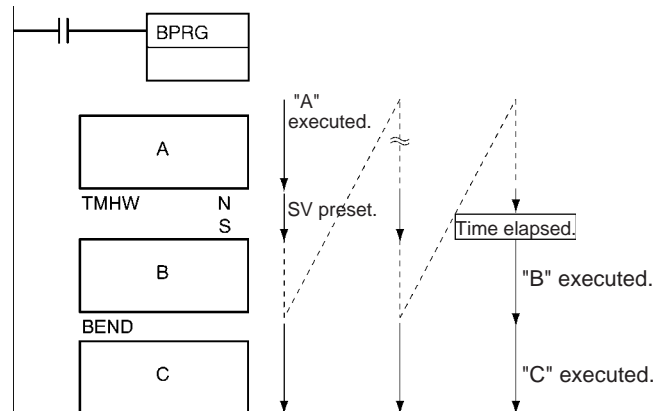 BPRG
"A"
executed.
A
TMHW N
S
SV preset.
Time elapsed.
B
"B" executed.
BEND
C
"C" executed.